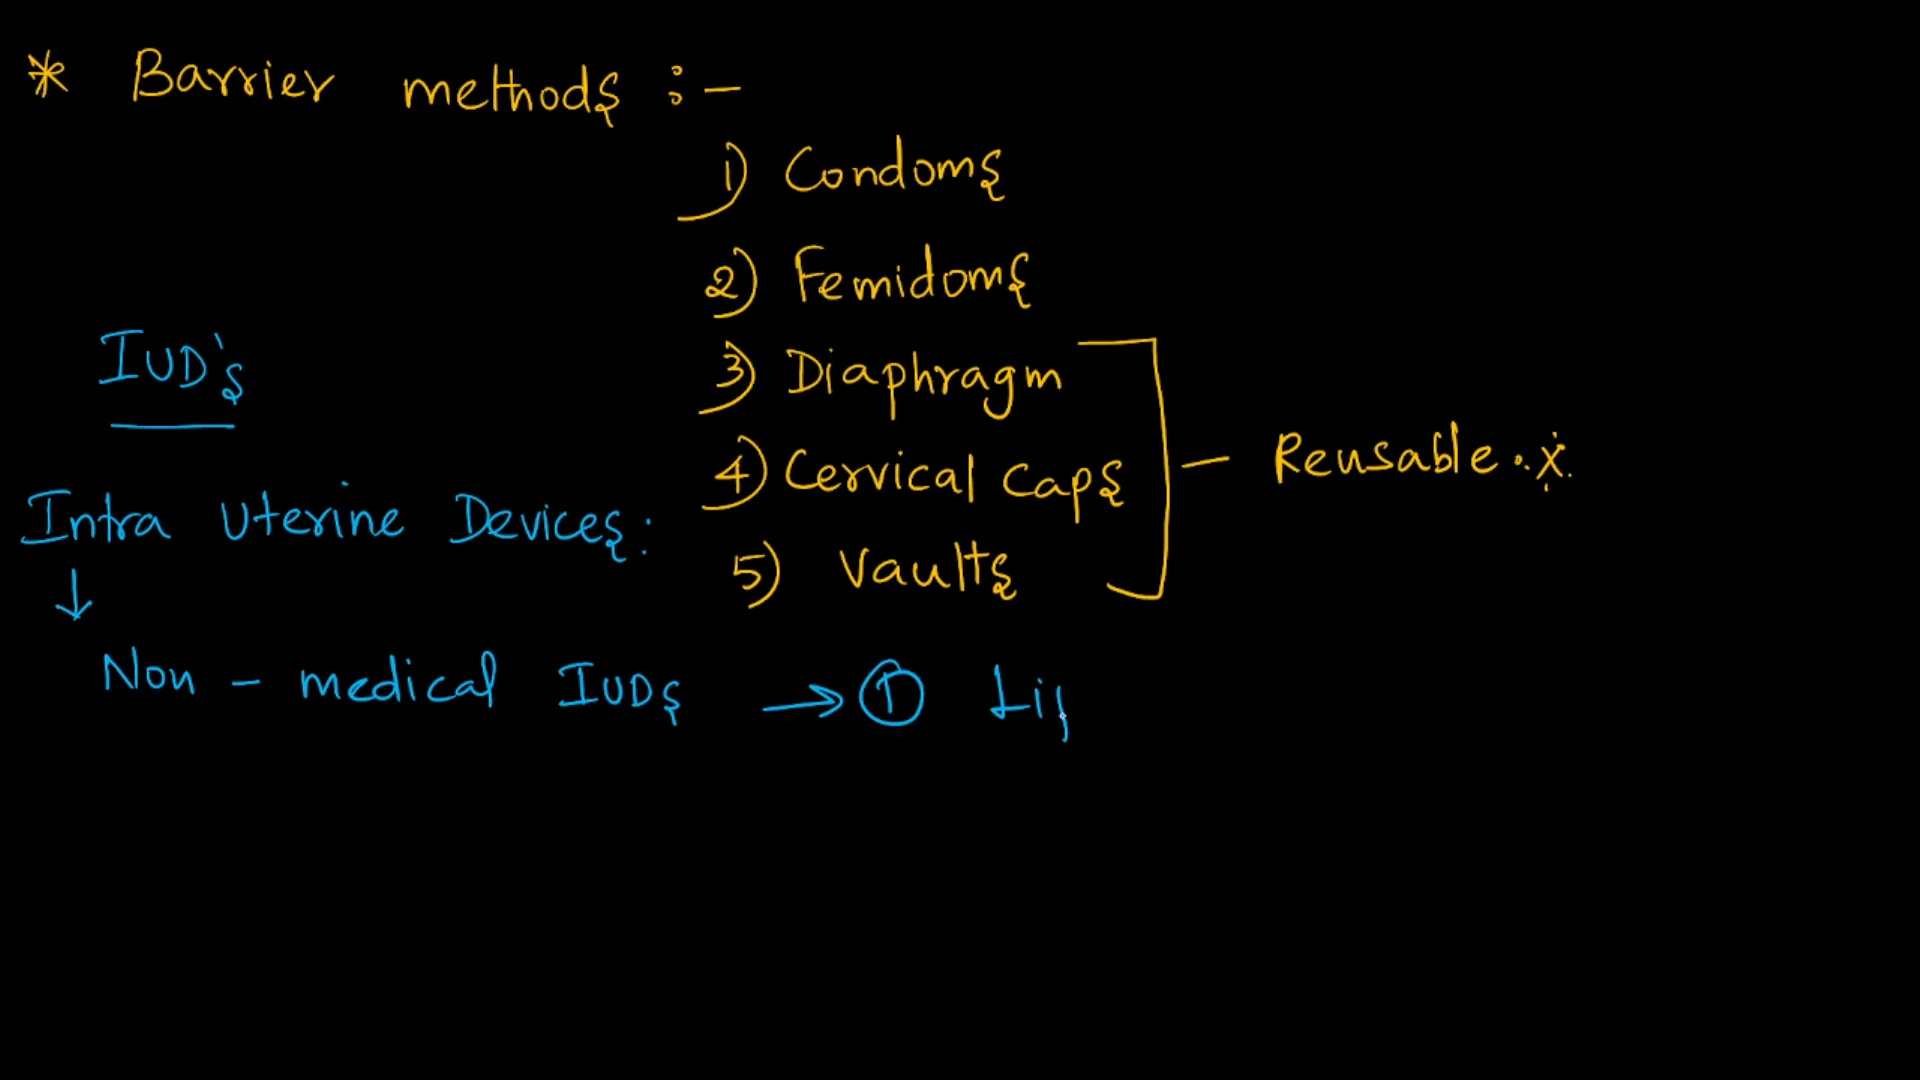 * Barrier methods :-
1) Condoms
2) Femidoms
3) Diaphragm
4) Cervical Caps
5) Vaults
- Reusable.
IUD's
Intra Uterine Devices:
↓
Non - medical IUDs → ① Li